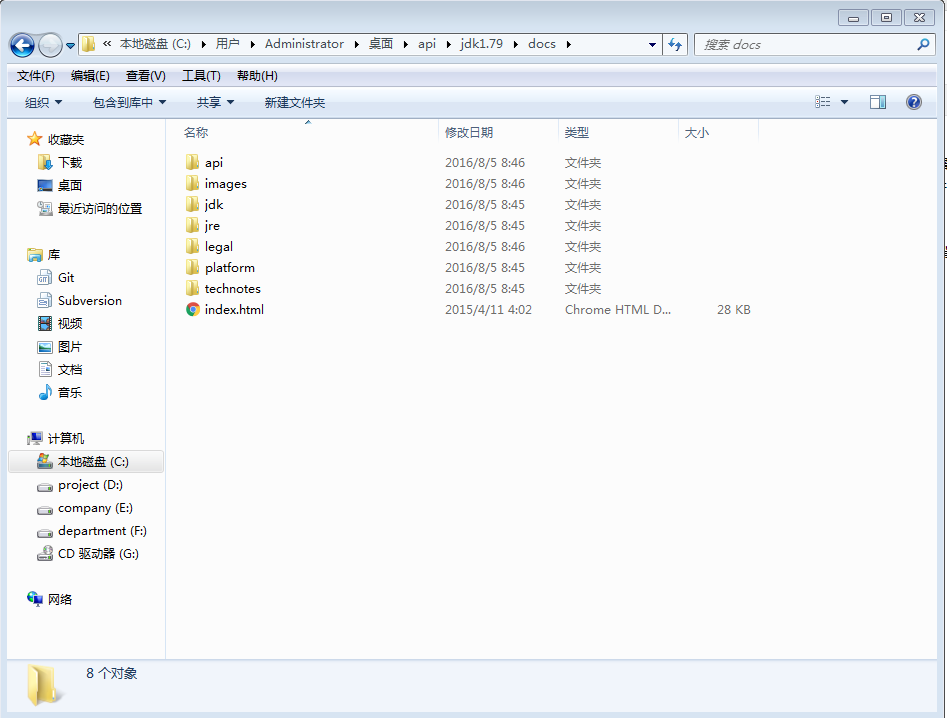 « 本地磁盘 (C:) ▸ 用户 ▸ Administrator ▸ 桌面 ▸ api ▸ jdk1.79 ▸ docs ▸
搜索 docs
文件(F) 编辑(E) 查看(V) 工具(T) 帮助(H)
组织 包含到库中 共享 新建文件夹
名称 修改日期 类型 大小
api 2016/8/5 8:46 文件夹
images 2016/8/5 8:46 文件夹
jdk 2016/8/5 8:45 文件夹
jre 2016/8/5 8:45 文件夹
legal 2016/8/5 8:46 文件夹
platform 2016/8/5 8:45 文件夹
technotes 2016/8/5 8:45 文件夹
index.html 2015/4/11 4:02 Chrome HTML D... 28 KB
收藏夹
下载
桌面
最近访问的位置
库
Git
Subversion
视频
图片
文档
音乐
计算机
本地磁盘 (C:)
project (D:)
company (E:)
department (F:)
CD 驱动器 (G:)
网络
8 个对象